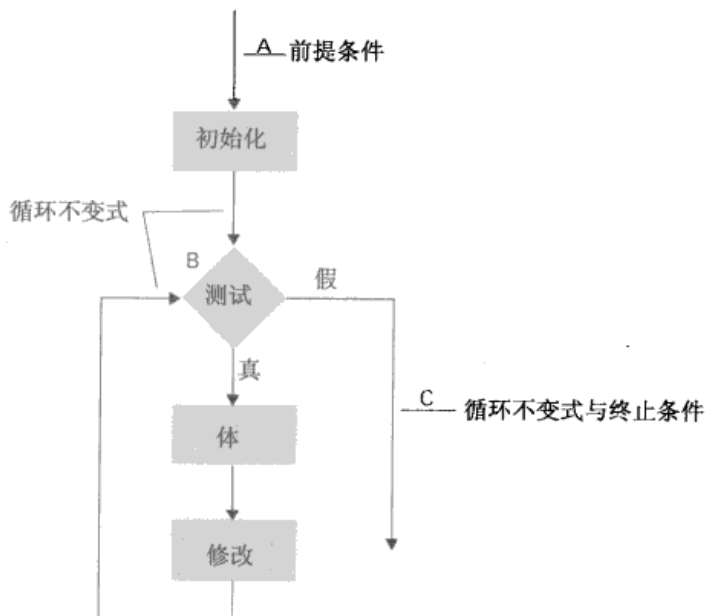 A 前提条件
初始化
循环不变式
B
测试
假
真
C 循环不变式与终止条件
体
修改